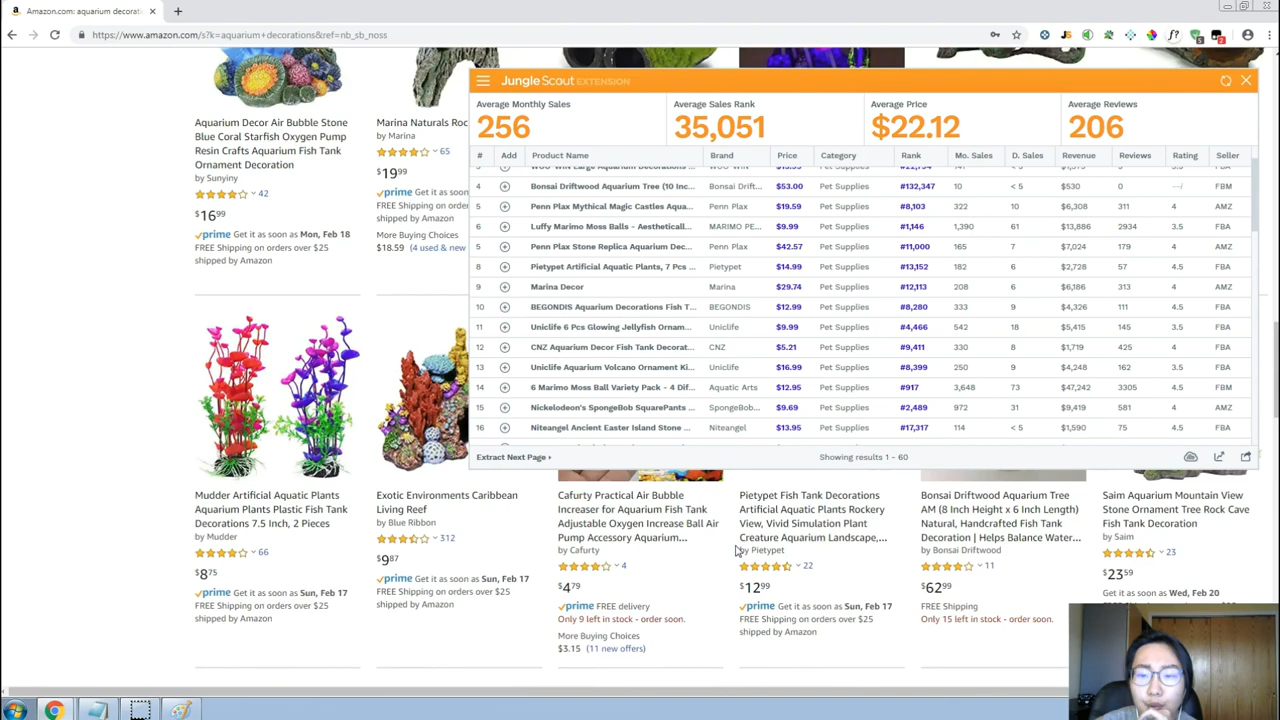 Amazon.com: aquarium decorati
https://www.amazon.com/s?k=aquarium+decorations&ref=nb_sb_noss
Aquarium Decor Air Bubble Stone
Blue Coral Starfish Oxygen Pump
Resin Crafts Aquarium Fish Tank
Ornament Decoration
by Sunyiny
42
$16 99
prime Get it as soon as Mon, Feb 18
FREE Shipping on orders over $25
shipped by Amazon
Marina Naturals Roc
by Marina
65
$19 99
prime Get it as soon
FREE Shipping on orders
shipped by Amazon
More Buying Choices
$18.59 (4 used & new
JungleScout EXTENSION
Average Monthly Sales
256
Average Sales Rank
35,051
Average Price
$22.12
Average Reviews
206
# Add Product Name Brand Price Category Rank Mo. Sales D. Sales Revenue Reviews Rating Seller
4 Bonsai Driftwood Aquarium Tree (10 Inc... Bonsai Drift... $53.00 Pet Supplies #132,347 10 < 5 $530 0 --/ FBM
5 Penn Plax Mythical Magic Castles Aqua... Penn Plax $19.59 Pet Supplies #8,103 322 10 $6,308 311 4 AMZ
6 Luffy Marimo Moss Balls - Aestheticall... MARIMO PE... $9.99 Pet Supplies #1,146 1,390 61 $13,886 2934 3.5 FBA
5 Penn Plax Stone Replica Aquarium Dec... Penn Plax $42.57 Pet Supplies #11,000 165 7 $7,024 179 4 AMZ
8 Pietypet Artificial Aquatic Plants, 7 Pcs ... Pietypet $14.99 Pet Supplies #13,152 182 6 $2,728 57 4.5 FBA
9 Marina Decor Marina $29.74 Pet Supplies #12,113 208 6 $6,186 313 4 AMZ
10 BEGONDIS Aquarium Decorations Fish T... BEGONDIS $12.99 Pet Supplies #8,280 333 9 $4,326 111 4.5 FBA
11 Uniclife 6 Pcs Glowing Jellyfish Ornam... Uniclife $9.99 Pet Supplies #4,466 542 18 $5,415 145 3.5 FBA
12 CNZ Aquarium Decor Fish Tank Decorat... CNZ $5.21 Pet Supplies #9,411 330 8 $1,719 425 4 FBA
13 Uniclife Aquarium Volcano Ornament Ki... Uniclife $16.99 Pet Supplies #8,399 250 9 $4,248 162 3.5 FBA
14 6 Marimo Moss Ball Variety Pack - 4 Dif... Aquatic Arts $12.95 Pet Supplies #917 3,648 73 $47,242 3305 4 FBM
15 Nickelodeon's SpongeBob SquarePants ... SpongeBob... $9.69 Pet Supplies #2,489 972 31 $9,419 581 4 AMZ
16 Niteangel Ancient Easter Island Stone ... Niteangel $13.95 Pet Supplies #17,317 114 < 5 $1,590 75 4.5 FBA
Extract Next Page
Showing results 1 - 60
Mudder Artificial Aquatic Plants
Aquarium Plants Plastic Fish Tank
Decorations 7.5 Inch, 2 Pieces
by Mudder
66
$8 75
prime Get it as soon as Sun, Feb 17
FREE Shipping on orders over $25
shipped by Amazon
Exotic Environments Caribbean
Living Reef
by Blue Ribbon
312
$9 87
prime Get it as soon as Sun, Feb 17
FREE Shipping on orders over $25
shipped by Amazon
Cafurty Practical Air Bubble
Increaser for Aquarium Fish Tank
Adjustable Oxygen Increase Ball Air
Pump Accessory Aquarium...
by Cafurty
4
$4 79
prime FREE delivery
Only 9 left in stock - order soon.
More Buying Choices
$3.15 (11 new offers)
Pietypet Fish Tank Decorations
Artificial Aquatic Plants Rockery
View, Vivid Simulation Plant
Creature Aquarium Landscape,...
by Pietypet
22
$12 99
prime Get it as soon as Sun, Feb 17
FREE Shipping on orders over $25
shipped by Amazon
Bonsai Driftwood Aquarium Tree
AM (8 Inch Height x 6 Inch Length)
Natural, Handcrafted Fish Tank
Decoration | Helps Balance Water...
by Bonsai Driftwood
11
$62 99
FREE Shipping
Only 15 left in stock - order soon.
Saim Aquarium Mountain View
Stone Ornament Tree Rock Cave
Fish Tank Decoration
by Saim
23
$23 59
Get it as soon as Wed, Feb 20